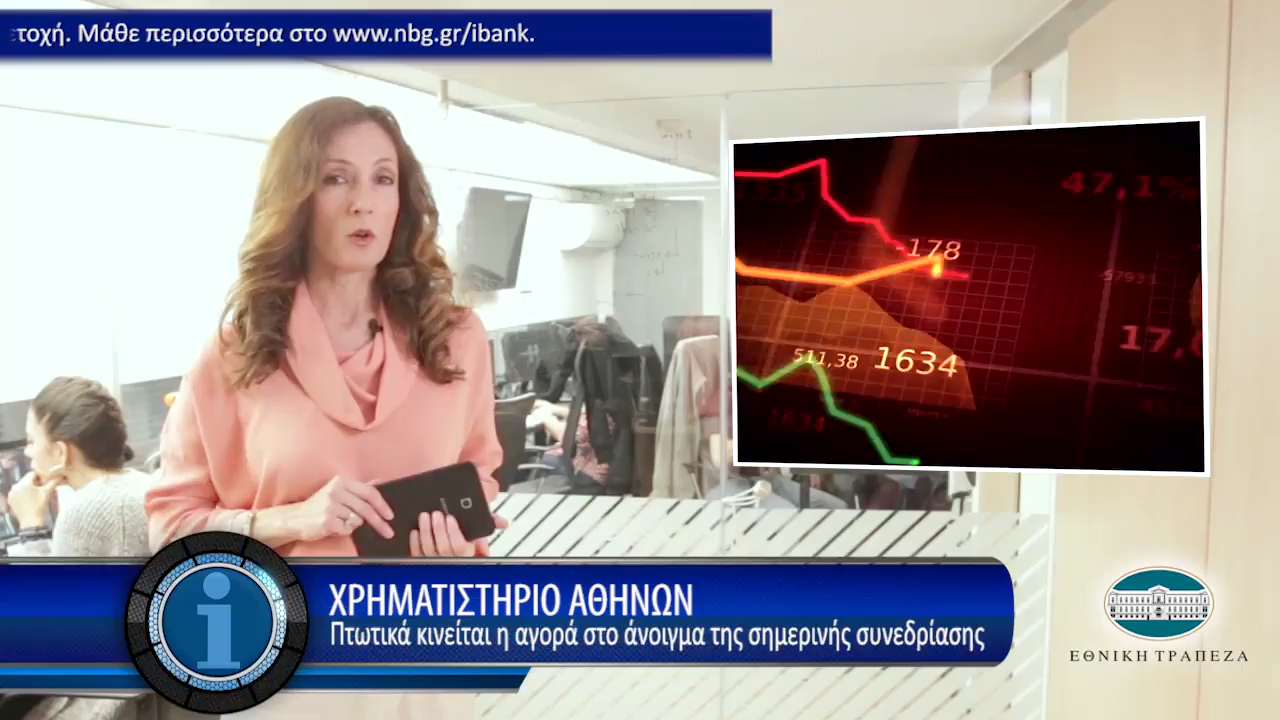 τοχή. Μάθε περισσότερα στο www.nbg.gr/ibank.
47,1%
-178
-57931
17,
511,38 1634
1634
ΧΡΗΜΑΤΙΣΤΗΡΙΟ ΑΘΗΝΩΝ
Πτωτικά κινείται η αγορά στο άνοιγμα της σημερινής συνεδρίασης
ΕΘΝΙΚΗ ΤΡΑΠΕΖΑ